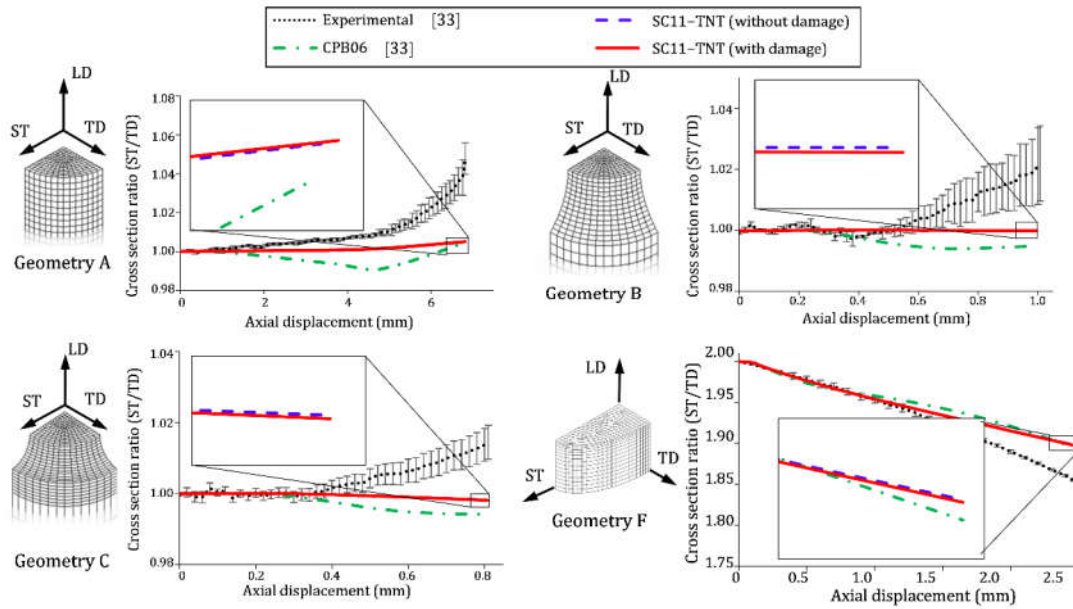 Experimental [33]
SC11-TNT (without damage)
CPB06 [33]
SC11-TNT (with damage)
LD
ST
TD
Geometry A
Cross section ratio (ST/TD)
1.08
1.06
1.04
1.02
1.00
0.98
0
2
4
6
Axial displacement (mm)
LD
ST
TD
Geometry B
Cross section ratio (ST/TD)
1.04
1.02
1.00
0.98
0
0.2
0.4
0.6
0.8
1.0
Axial displacement (mm)
LD
ST
TD
Geometry C
Cross section ratio (ST/TD)
1.04
1.02
1.00
0.98
0
0.2
0.4
0.6
0.8
Axial displacement (mm)
LD
ST
TD
Geometry F
Cross section ratio (ST/TD)
2.00
1.95
1.90
1.85
1.80
1.75
0
0.5
1.0
1.5
2.0
2.5
Axial displacement (mm)